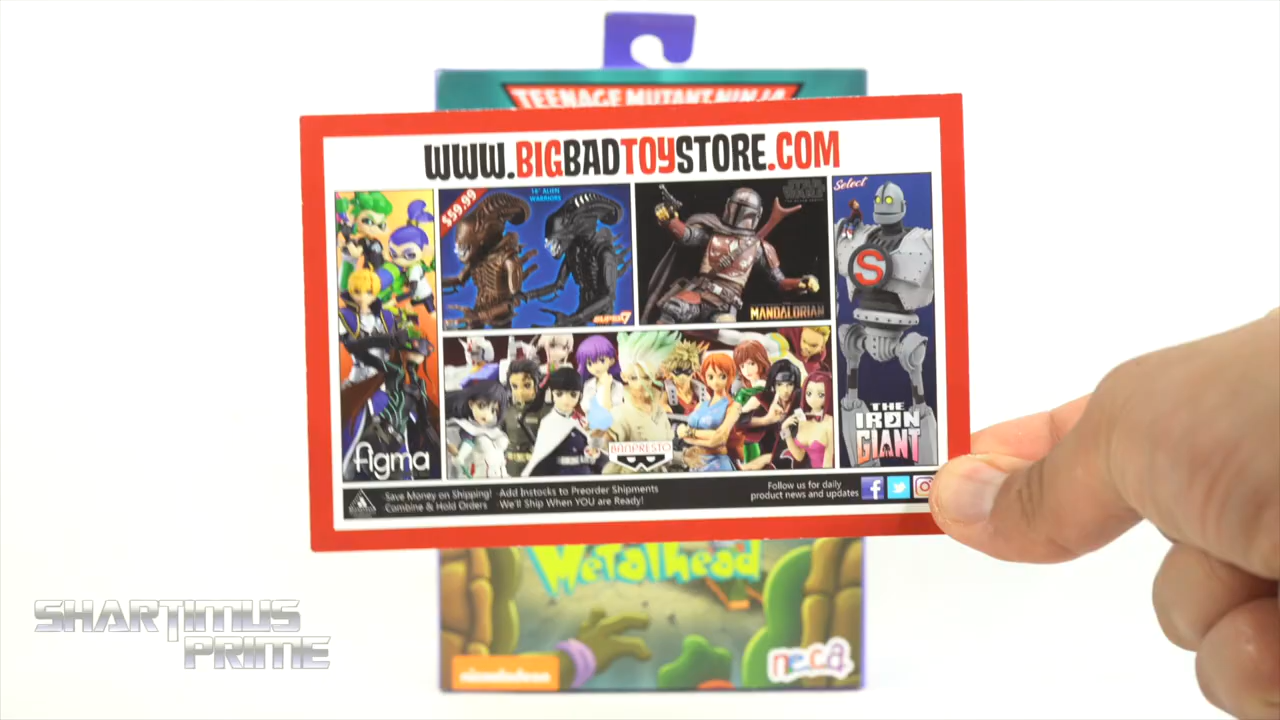 TEENAGE MUTANT NINJA
WWW.BIGBADTOYSTORE.COM
$59.99
16" ALIEN
WARRIORS
SUPER7
STAR
WARS
THE
MANDALORIAN
Select
S
THE
IRON
GIANT
figma
BANPRESTO
Save Money on Shipping!
Combine & Hold Orders
·Add Instocks to Preorder Shipments
·We'll Ship When YOU are Ready!
Follow us for daily
product news and updates
Metalhead
nickelodeon
neca
SHARTIMUS
PRIME